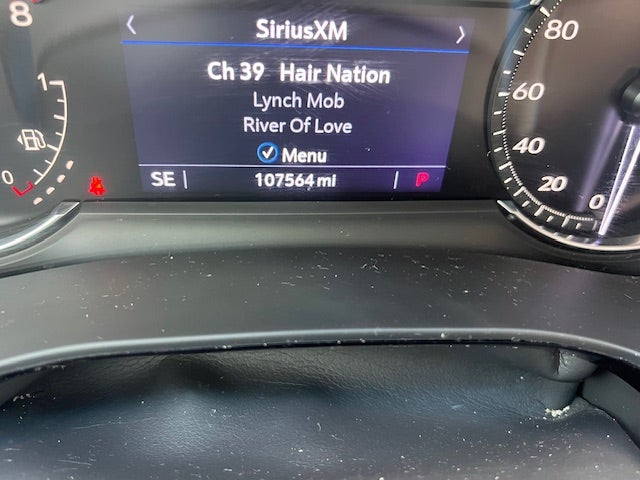 8
SiriusXM
80
Ch 39 Hair Nation
1
Lynch Mob
60
River Of Love
Menu
40
0
SE
107564 mi
P
20
0